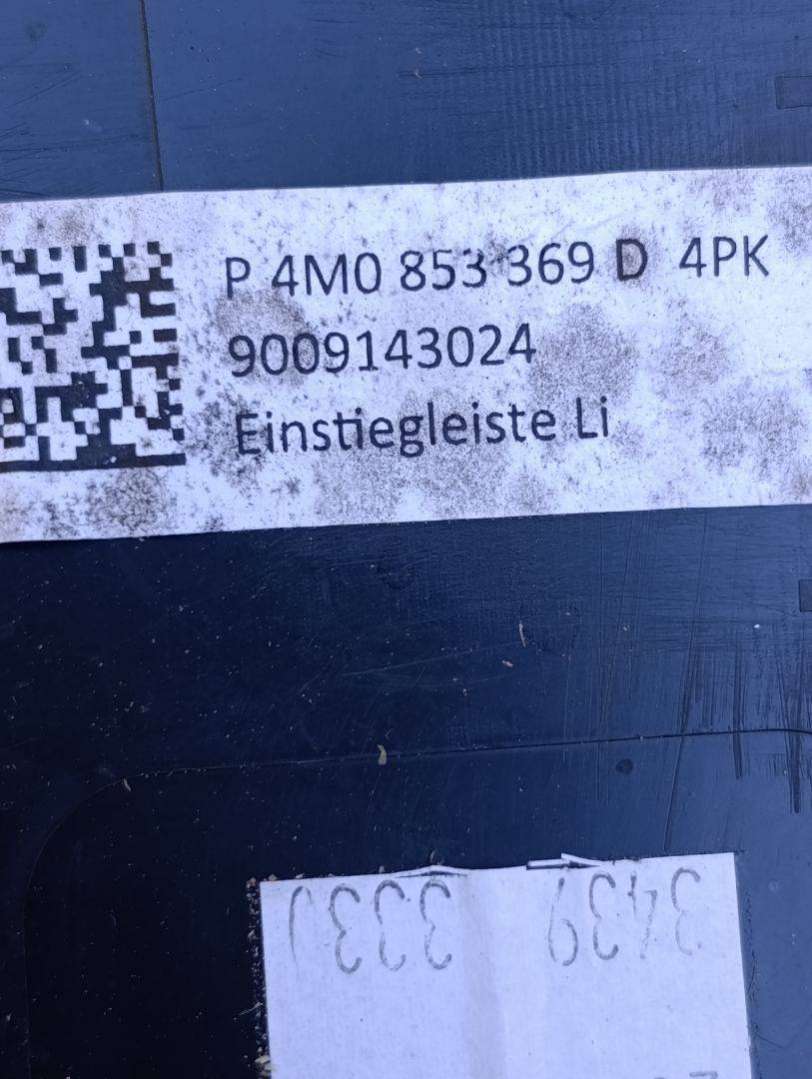 P 4M0 853 369 D 4PK
9009143024
Einstiegleiste Li